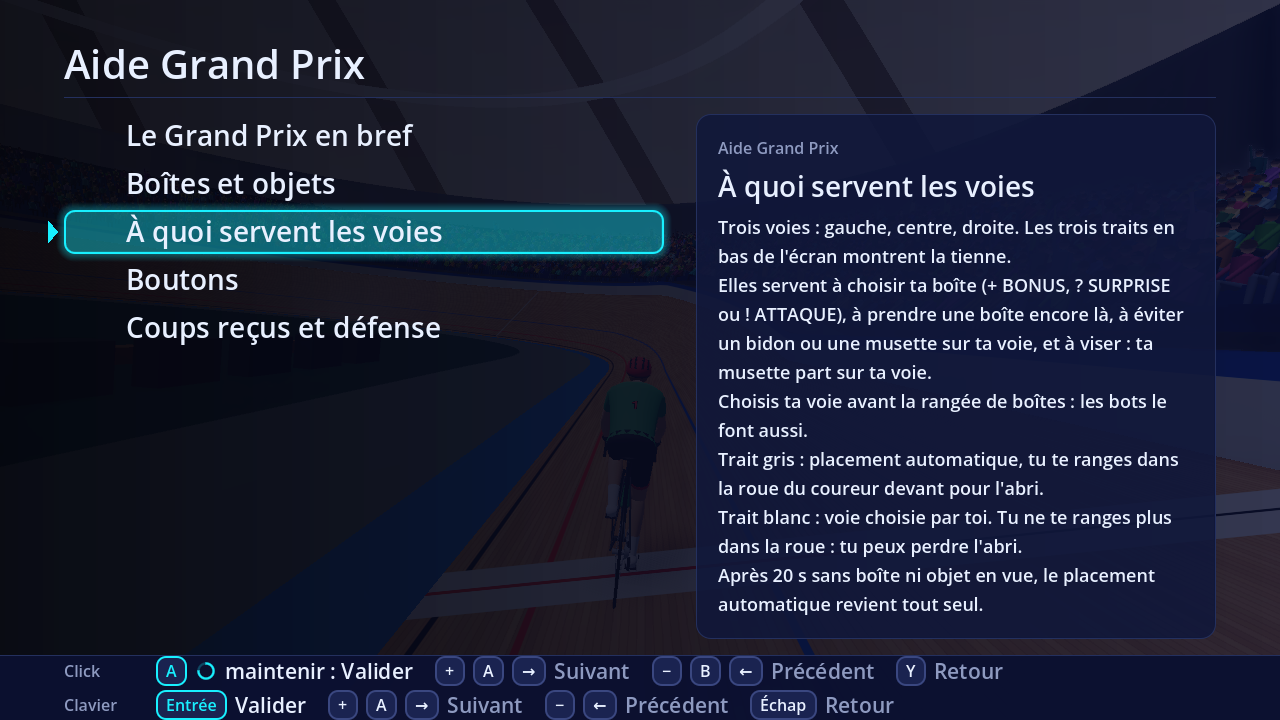 Aide Grand Prix
Le Grand Prix en bref
Boîtes et objets
À quoi servent les voies
Boutons
Coups reçus et défense
Aide Grand Prix
À quoi servent les voies
Trois voies : gauche, centre, droite. Les trois traits en
bas de l'écran montrent la tienne.
Elles servent à choisir ta boîte (+ BONUS, ? SURPRISE
ou ! ATTAQUE), à prendre une boîte encore là, à éviter
un bidon ou une musette sur ta voie, et à viser : ta
musette part sur ta voie.
Choisis ta voie avant la rangée de boîtes : les bots le
font aussi.
Trait gris : placement automatique, tu te ranges dans
la roue du coureur devant pour l'abri.
Trait blanc : voie choisie par toi. Tu ne te ranges plus
dans la roue : tu peux perdre l'abri.
Après 20 s sans boîte ni objet en vue, le placement
automatique revient tout seul.
Click A maintenir : Valider + A → Suivant − B ← Précédent Y Retour
Clavier Entrée Valider + A → Suivant − ← Précédent Échap Retour